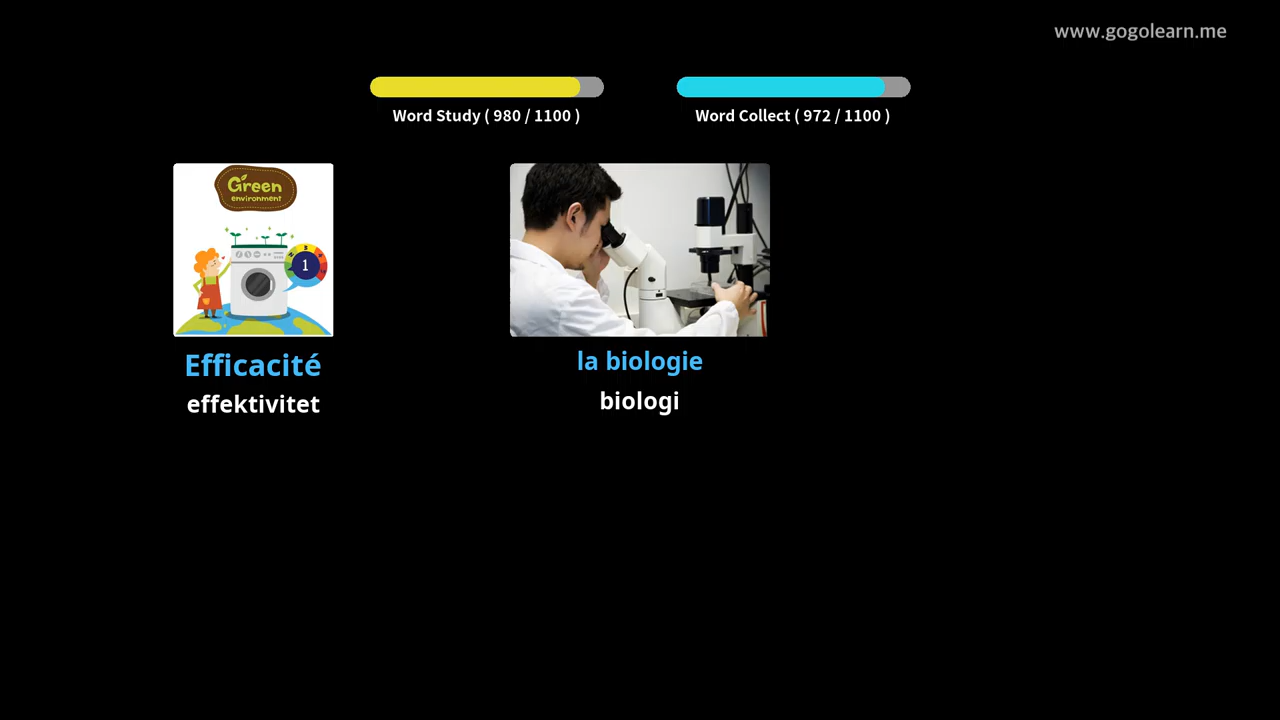 www.gogolearn.me
Word Study ( 980 / 1100 )
Word Collect ( 972 / 1100 )
Green
environment
3
1
Efficacité
effektivitet
la biologie
biologi